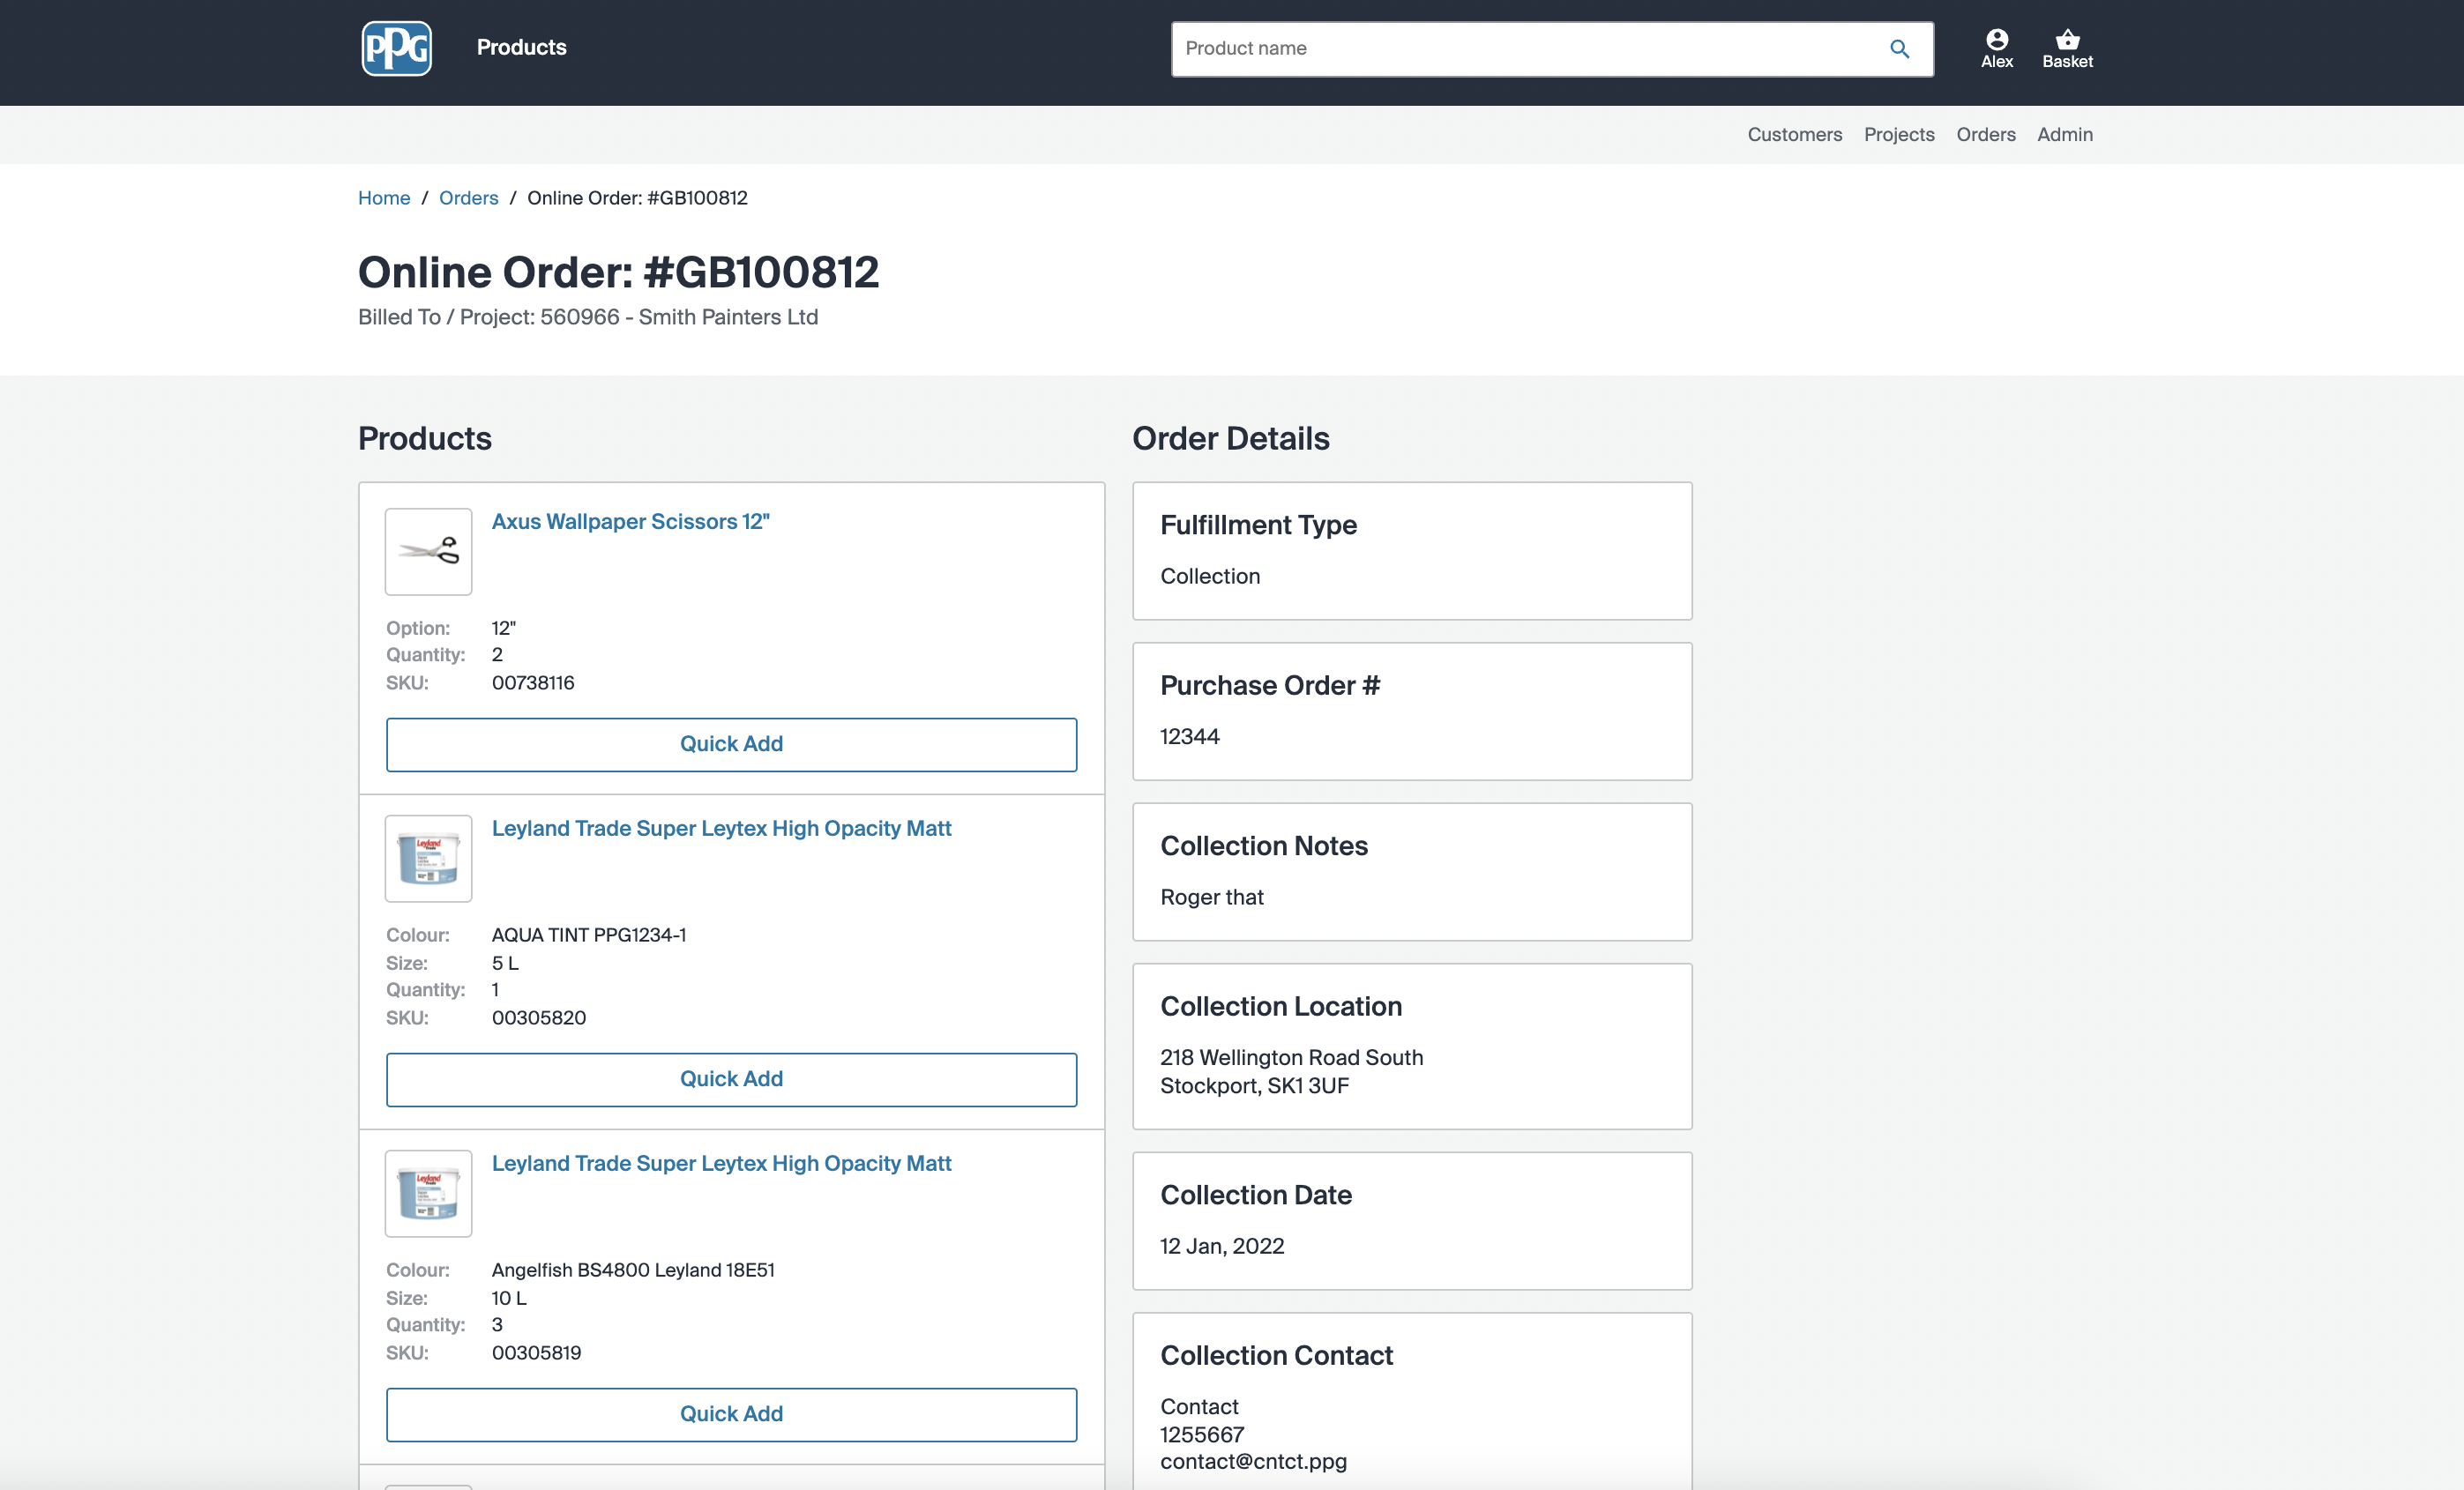 PPG
Products
Product name
Alex
Basket
Customers
Projects
Orders
Admin
Home / Orders / Online Order: #GB100812
Online Order: #GB100812
Billed To / Project: 560966 - Smith Painters Ltd
Products
Axus Wallpaper Scissors 12"
Option: 12"
Quantity: 2
SKU: 00738116
Quick Add
Leyland Trade Super Leytex High Opacity Matt
Leyland
Colour: AQUA TINT PPG1234-1
Size: 5 L
Quantity: 1
SKU: 00305820
Quick Add
Leyland Trade Super Leytex High Opacity Matt
Leyland
Colour: Angelfish BS4800 Leyland 18E51
Size: 10 L
Quantity: 3
SKU: 00305819
Quick Add
Order Details
Fulfillment Type
Collection
Purchase Order #
12344
Collection Notes
Roger that
Collection Location
218 Wellington Road South
Stockport, SK1 3UF
Collection Date
12 Jan, 2022
Collection Contact
Contact
1255667
contact@cntct.ppg